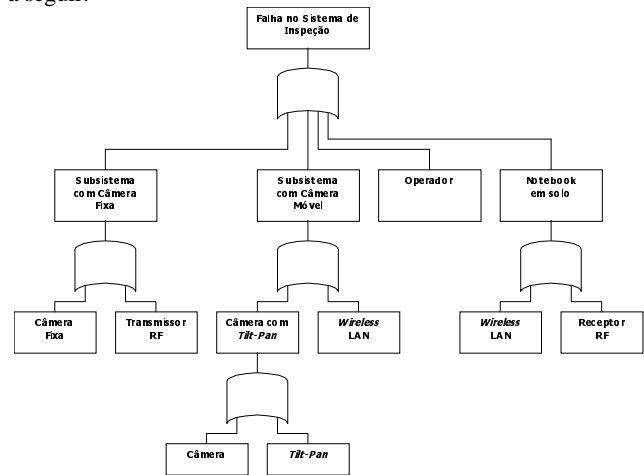 a seguir.
Falha no Sistema de
Inspeção
Subsistema
com Câmera
Fixa
Subsistema
com Câmera
Móvel
Operador
Notebook
em solo
Câmera
Fixa
Transmissor
RF
Câmera com
Tilt-Pan
Wireless
LAN
Wireless
LAN
Receptor
RF
Câmera
Tilt-Pan